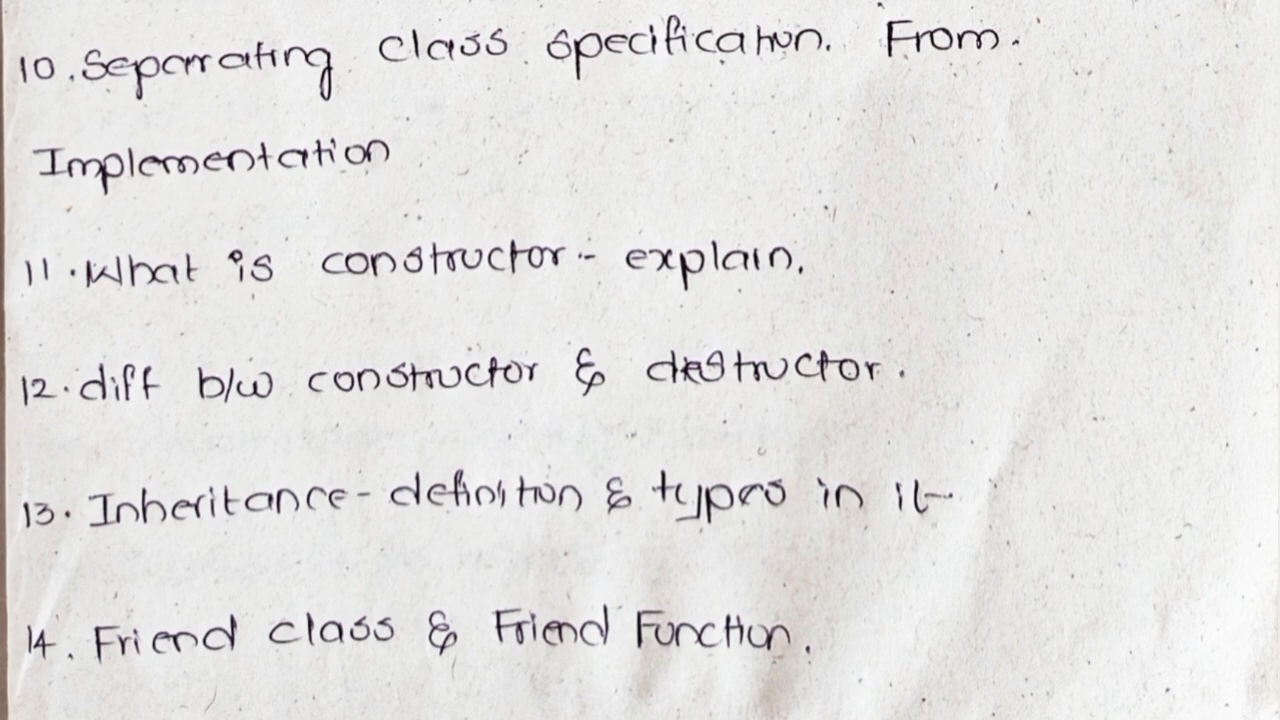 10. Separating class specification. From.
Implementation
11. What is constructor:- explain.
12. diff b/w constructor & destructor.
13. Inheritance - definition & types in it
14. Friend class & Friend Function.